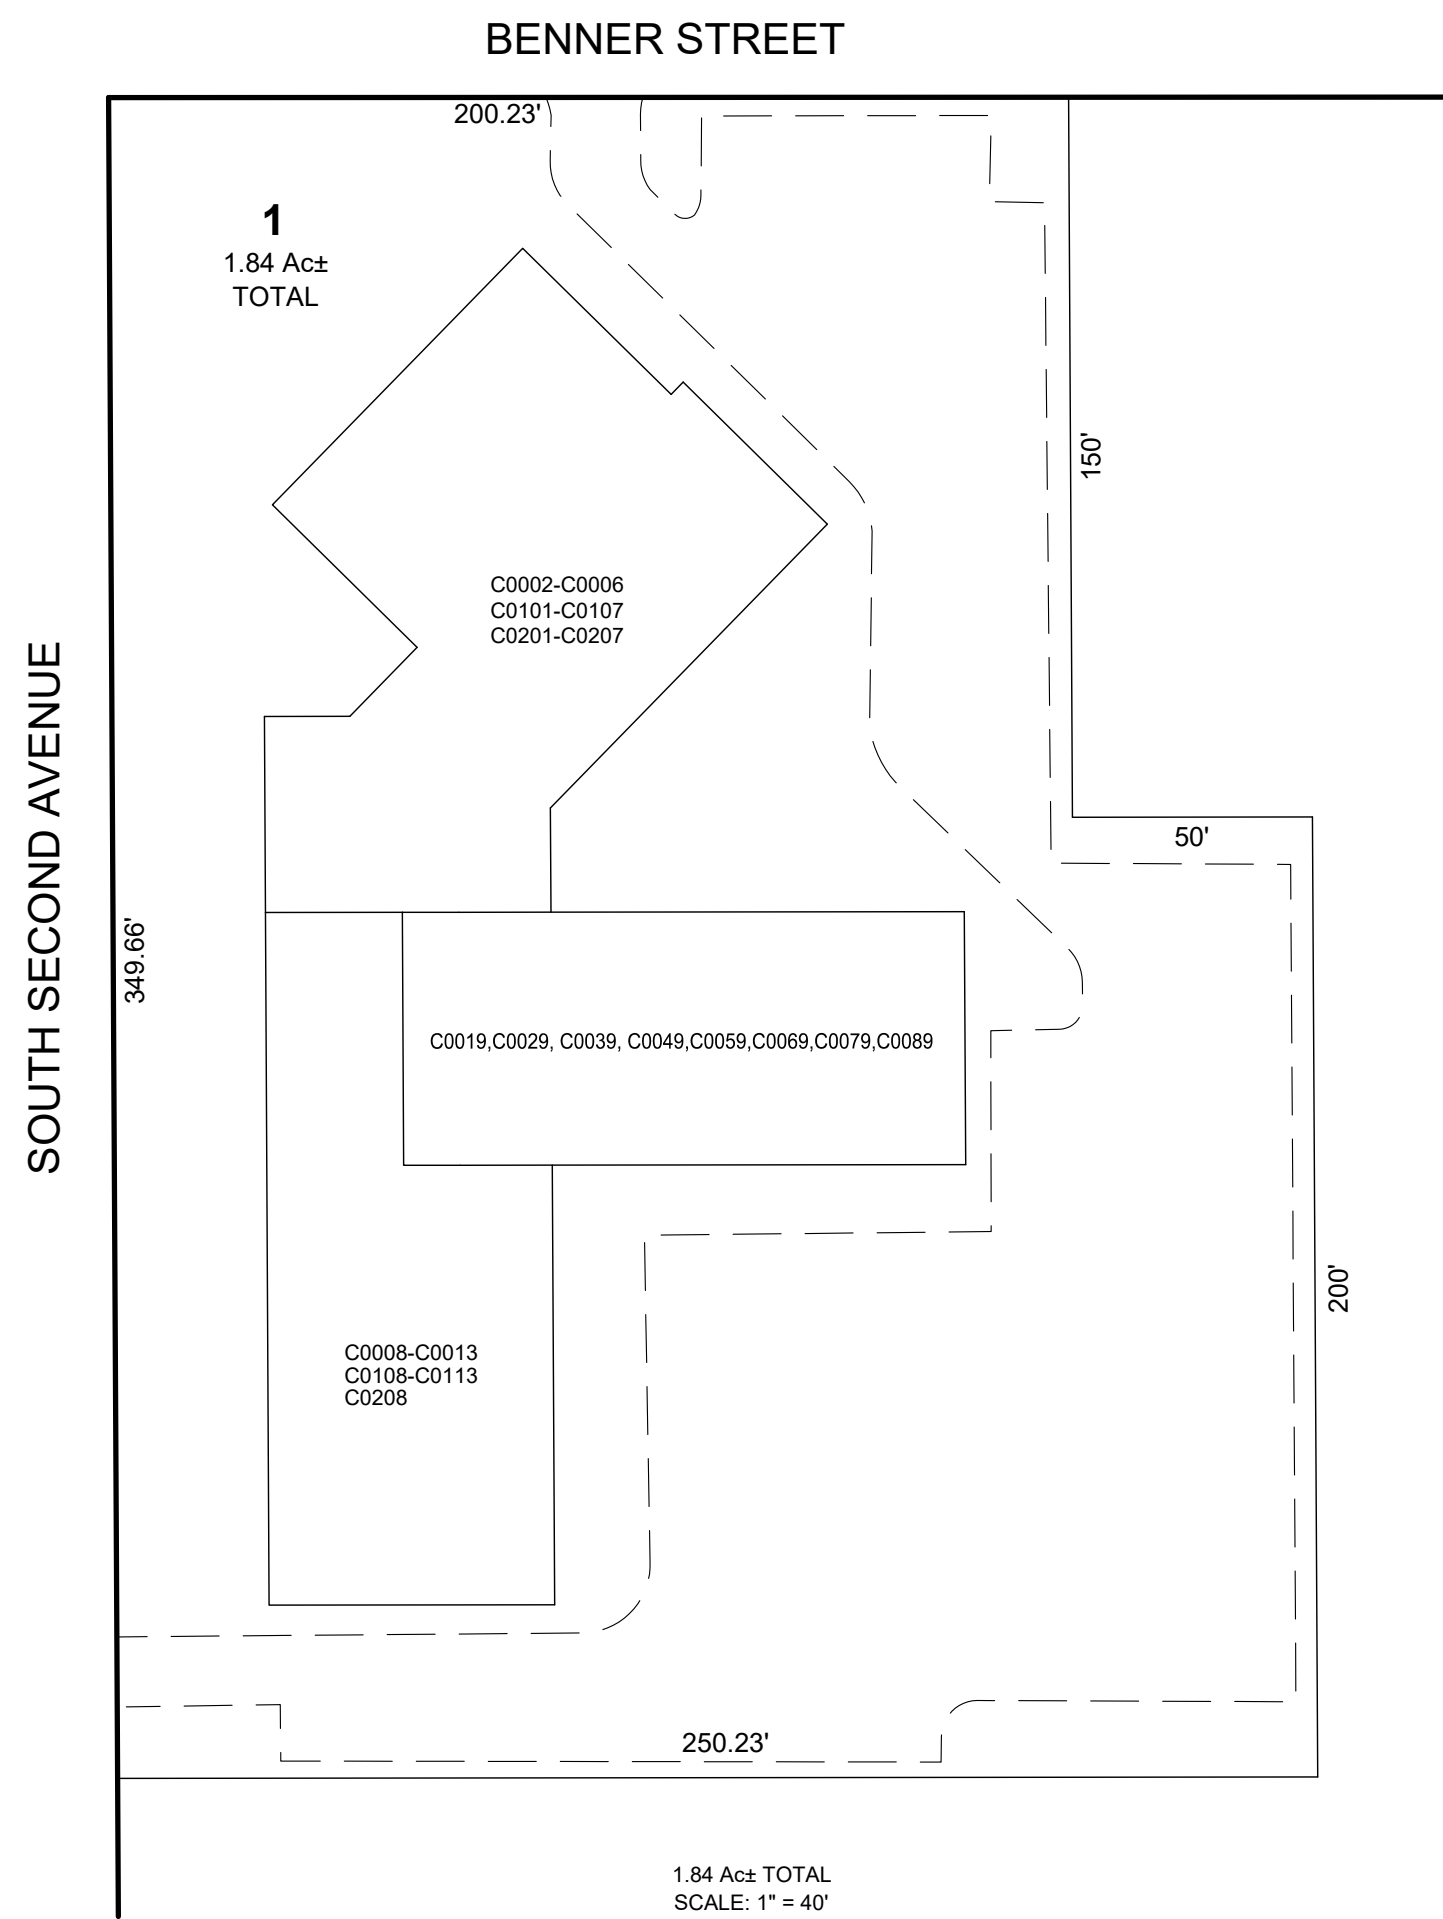 BENNER STREET
200.23'
1
1.84 Ac±
TOTAL
150'
C0002-C0006
C0101-C0107
C0201-C0207
SOUTH SECOND AVENUE
50'
349.66'
C0019,C0029, C0039, C0049,C0059,C0069,C0079,C0089
200'
C0008-C0013
C0108-C0113
C0208
250.23'
1.84 Ac± TOTAL
SCALE: 1" = 40'